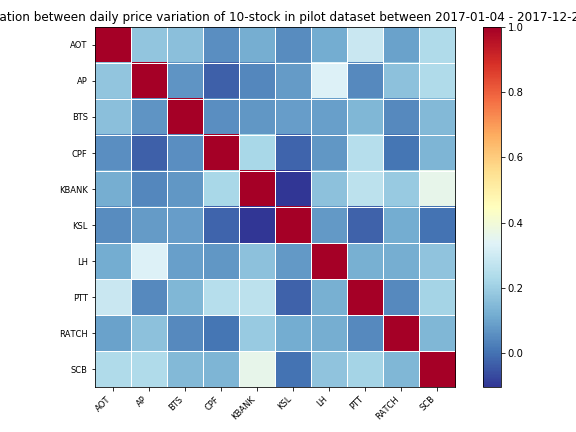 ation between daily price variation of 10-stock in pilot dataset between 2017-01-04 - 2017-12-2
AOT
AP
BTS
CPF
KBANK
KSL
LH
PTT
RATCH
SCB
AOT
AP
BTS
CPF
KBANK
KSL
LH
PTT
RATCH
SCB
1.0
0.8
0.6
0.4
0.2
0.0